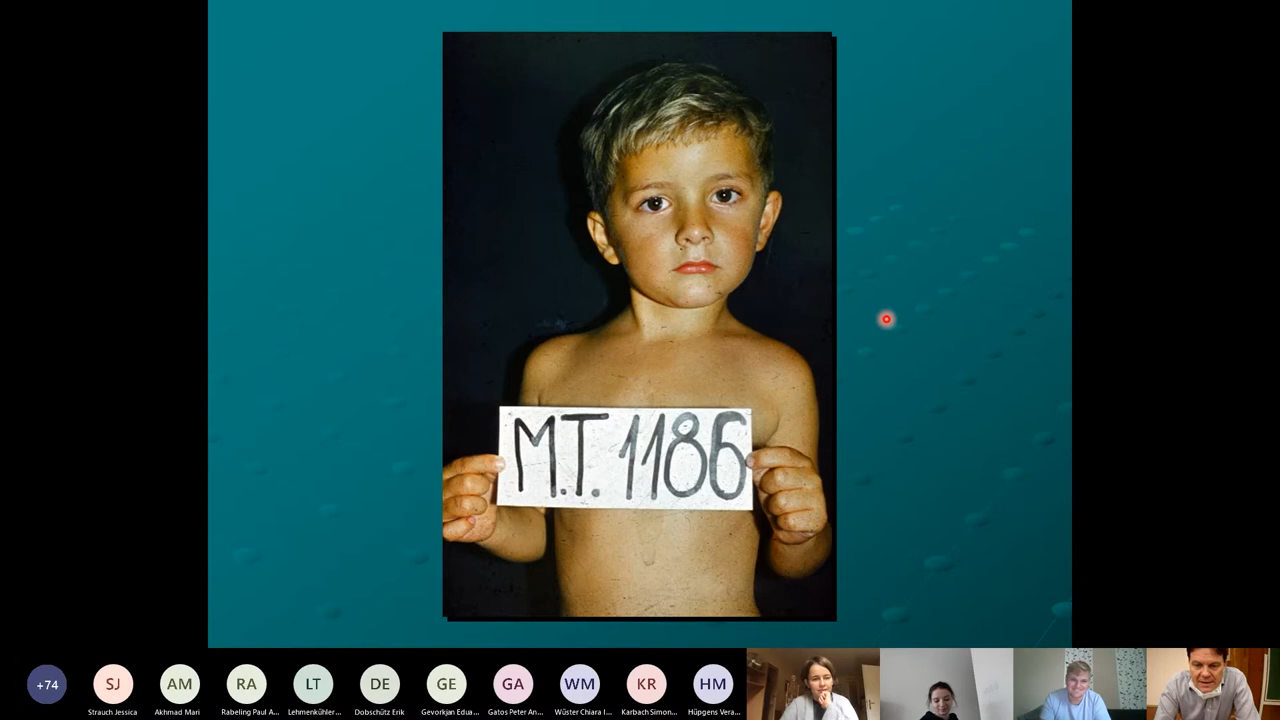 M.T. 1186
+74
SJ
AM
RA
LT
DE
GE
GA
WM
KR
HM
Strauch Jessica
Akhmad Mari
Rabeling Paul A...
Lehmenkühler...
Dobschütz Erik
Gevorkjan Edua...
Gatos Peter An...
Wüster Chiara I...
Karbach Simon...
Hüpgens Vera...